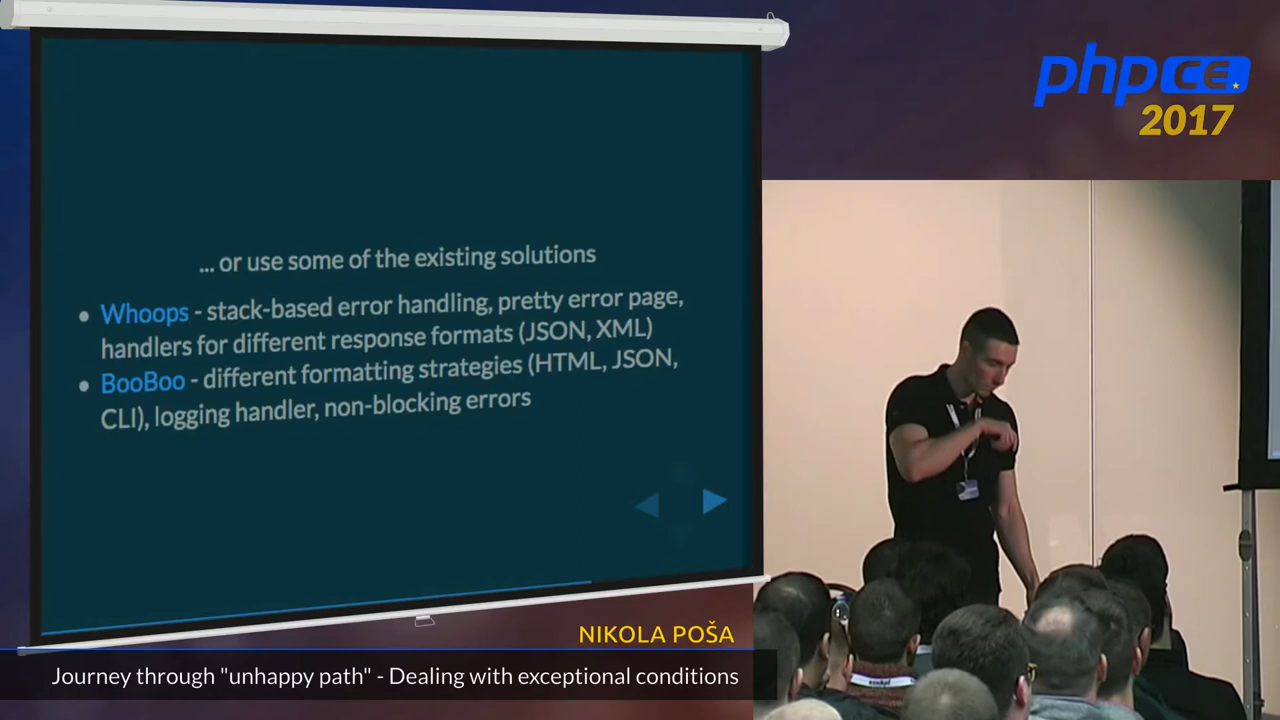 phpCE
2017
... or use some of the existing solutions
• Whoops - stack-based error handling, pretty error page,
handlers for different response formats (JSON, XML)
• BooBoo - different formatting strategies (HTML, JSON,
CLI), logging handler, non-blocking errors
NIKOLA POŠA
Journey through "unhappy path" - Dealing with exceptional conditions